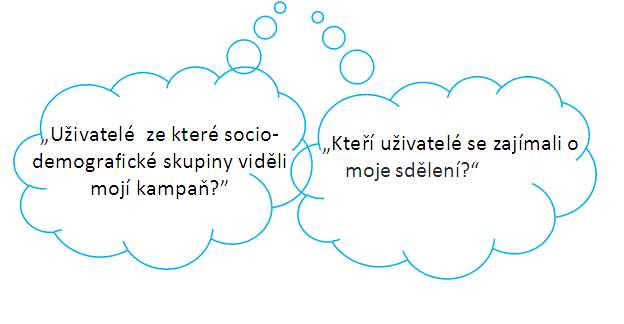 „Uživatelé  ze které socio-
demografické skupiny viděli
mojí kampaň?”
„Kteří uživatelé se zajímali o
moje sdělení?“